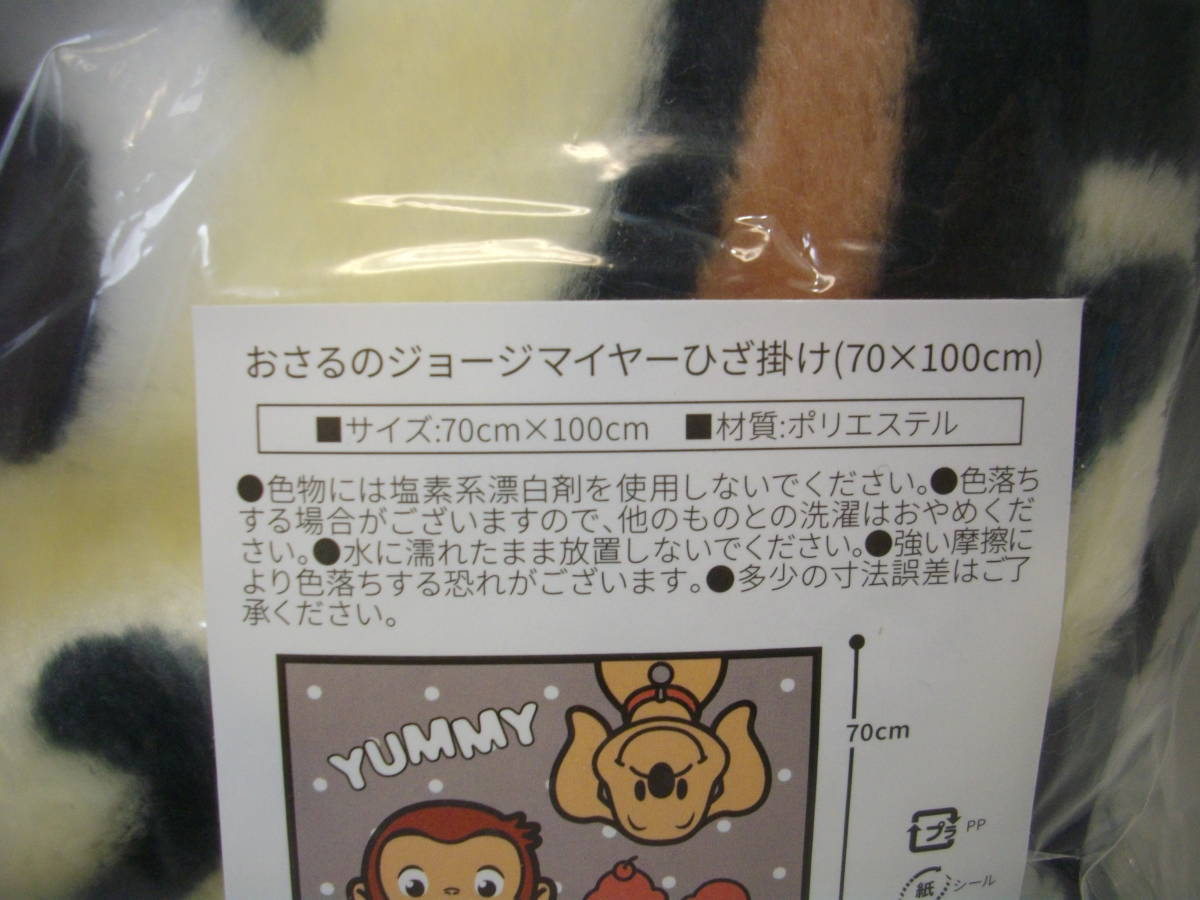 おさるのジョージマイヤーひざ掛け(70×100cm)
■サイズ:70cm×100cm ■材質:ポリエステル
●色物には塩素系漂白剤を使用しないでください。●色落ち
する場合がございますので、他のものとの洗濯はおやめくだ
さい。●水に濡れたまま放置しないでください。●強い摩擦に
より色落ちする恐れがございます。●多少の寸法誤差はご了
承ください。
YUMMY
70cm
プラ PP
紙 シール